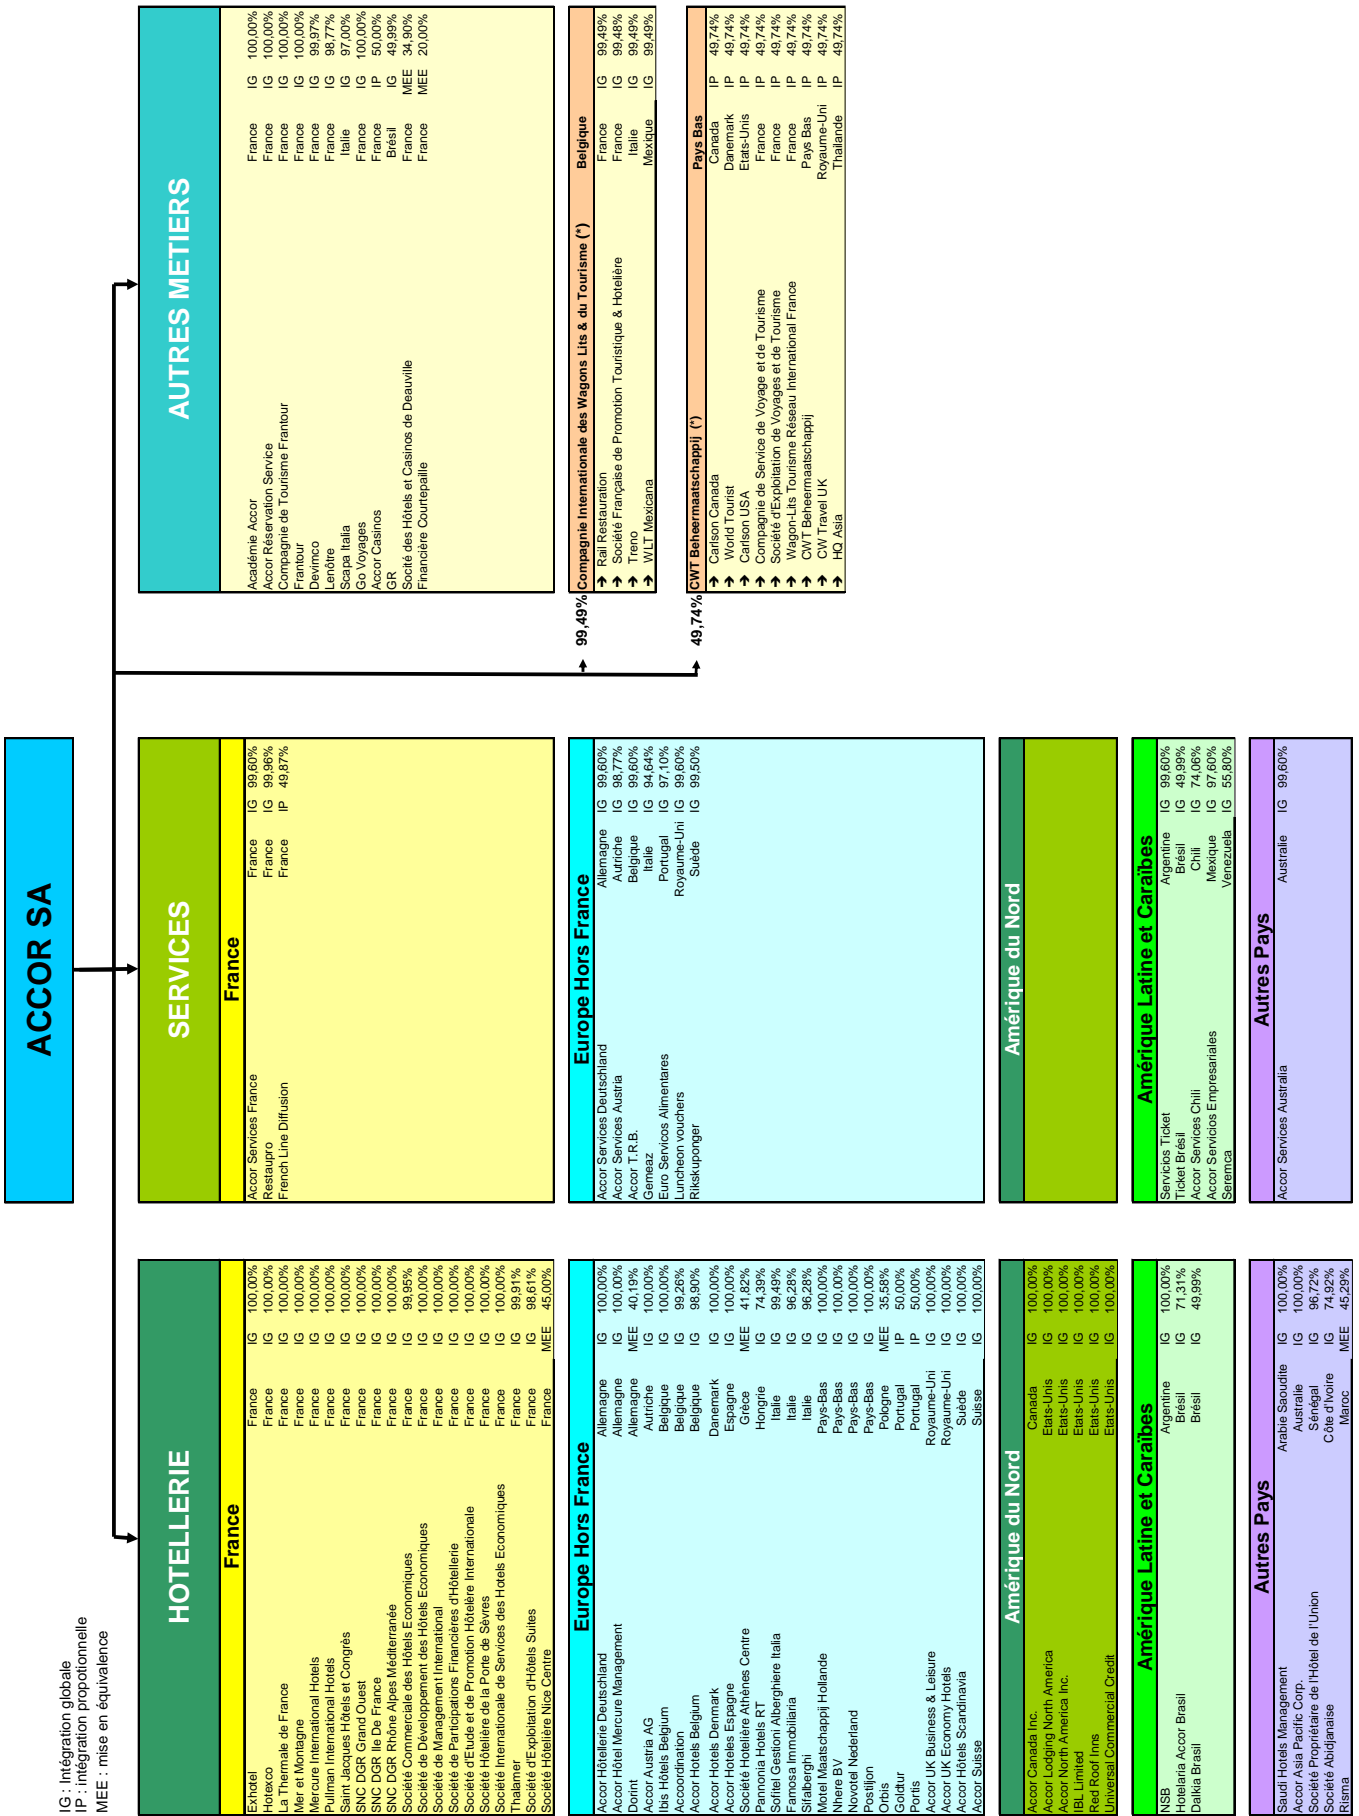 IG : Intégration globale
IP : intégration propotionnelle
MEE : mise en équivalence
ACCOR SA
HOTELLERIE
France
Exhotel France IG 100,00%
Hotexco France IG 100,00%
La Thermale de France France IG 100,00%
Mer et Montagne France IG 100,00%
Mercure International Hotels France IG 100,00%
Pullman International Hotels France IG 100,00%
Saint Jacques Hôtels et Congrès France IG 100,00%
SNC DGR Grand Ouest France IG 100,00%
SNC DGR Ile De France France IG 100,00%
SNC DGR Rhône Alpes Méditerranée France IG 100,00%
Société Commerciale des Hôtels Economiques France IG 99,95%
Société de Développement des Hôtels Economiques France IG 100,00%
Société de Management International France IG 100,00%
Société de Participations Financières d'Hôtellerie France IG 100,00%
Société d'Etude et de Promotion Hôtelère Internationale France IG 100,00%
Société Hôtelière de la Porte de Sèvres France IG 100,00%
Société Internationale de Services des Hotels Economiques France IG 100,00%
Thalamer France IG 99,91%
Société d'Exploitation d'Hôtels Suites France IG 98,61%
Société Hôtelière Nice Centre France MEE 45,00%
Europe Hors France
Accor Hôtellerie Deutschland Allemagne IG 100,00%
Accor Hôtel Mercure Management Allemagne IG 100,00%
Dorint Allemagne MEE 40,19%
Accor Austria AG Autriche IG 100,00%
Ibis Hôtels Belgium Belgique IG 100,00%
Accoordination Belgique IG 99,26%
Accor Hotels Belgium Belgique IG 98,90%
Accor Hotels Denmark Danemark IG 100,00%
Accor Hoteles Espagne Espagne IG 100,00%
Société Hoteliere Athènes Centre Grèce MEE 41,82%
Pannonia Hotels RT Hongrie IG 74,39%
Sofitel Gestioni Alberghiere Italia Italie IG 99,49%
Famosa Immobiliaria Italie IG 96,28%
Sifalberghi Italie IG 96,28%
Motel Maatschappij Hollande Pays-Bas IG 100,00%
Nhere BV Pays-Bas IG 100,00%
Novotel Nederland Pays-Bas IG 100,00%
Postiljon Pays-Bas IG 100,00%
Orbis Pologne MEE 35,58%
Goldtur Portugal IP 50,00%
Portis Portugal IP 50,00%
Accor UK Business & Leisure Royaume-Uni IG 100,00%
Accor UK Economy Hotels Royaume-Uni IG 100,00%
Accor Hôtels Scandinavia Suède IG 100,00%
Accor Suisse Suisse IG 100,00%
Amérique du Nord
Accor Canada Inc. Canada IG 100,00%
Accor Lodging North America Etats-Unis IG 100,00%
Accor North America Inc. Etats-Unis IG 100,00%
IBL Limited Etats-Unis IG 100,00%
Red Roof Inns Etats-Unis IG 100,00%
Universal Commercial Credit Etats-Unis IG 100,00%
Amérique Latine et Caraïbes
NSB Argentine IG 100,00%
Hotelaria Accor Brasil Brésil IG 71,31%
Dalkia Brasil Brésil IG 49,99%
Autres Pays
Saudi Hotels Management Arabie Saoudite IG 100,00%
Accor Asia Pacific Corp. Australie IG 100,00%
Société Propriétaire de l'Hôtel de l'Union Sénégal IG 96,72%
Société Abidjanaise Côte d'Ivoire IG 74,92%
Risma Maroc MEE 45,29%
SERVICES
France
Accor Services France France IG 99,60%
Restaupro France IG 99,96%
French Line Diffusion France IP 49,87%
Europe Hors France
Accor Services Deutschland Allemagne IG 99,60%
Accor Services Austria Autriche IG 98,77%
Accor T.R.B. Belgique IG 99,60%
Gemeaz Italie IG 94,64%
Euro Servicos Alimentares Portugal IG 97,10%
Luncheon vouchers Royaume-Uni IG 99,60%
Rikskuponger Suède IG 99,50%
Amérique du Nord
Amérique Latine et Caraïbes
Servicios Ticket Argentine IG 99,60%
Ticket Brésil Brésil IG 49,99%
Accor Services Chili Chili IG 74,06%
Accor Servicios Empresariales Mexique IG 97,60%
Seremca Venezuela IG 55,80%
Autres Pays
Accor Services Australia Australie IG 99,60%
AUTRES METIERS
Académie Accor France IG 100,00%
Accor Réservation Service France IG 100,00%
Compagnie de Tourisme Frantour France IG 100,00%
Frantour France IG 100,00%
Devimco France IG 99,97%
Lenôtre France IG 98,77%
Scapa Italia Italie IG 97,00%
Go Voyages France IG 100,00%
Accor Casinos France IP 50,00%
GR Brésil IG 49,99%
Socité des Hôtels et Casinos de Deauville France MEE 34,90%
Financière Courtepaille France MEE 20,00%
99,49% Compagnie Internationale des Wagons Lits & du Tourisme (*) Belgique
➔ Rail Restauration France IG 99,49%
➔ Société Française de Promotion Touristique & Hotelière France IG 99,48%
➔ Treno Italie IG 99,49%
➔ WLT Mexicana Mexique IG 99,49%
49,74% CWT Beheermaatschappij (*) Pays Bas
➔ Carlson Canada Canada IP 49,74%
➔ World Tourist Danemark IP 49,74%
➔ Carlson USA Etats-Unis IP 49,74%
➔ Compagnie de Service de Voyage et de Tourisme France IP 49,74%
➔ Société d'Exploitation de Voyages et de Tourisme France IP 49,74%
➔ Wagon-Lits Tourisme Réseau International France France IP 49,74%
➔ CWT Beheermaatschappij Pays Bas IP 49,74%
➔ CW Travel UK Royaume-Uni IP 49,74%
➔ HQ Asia Thaïlande IP 49,74%